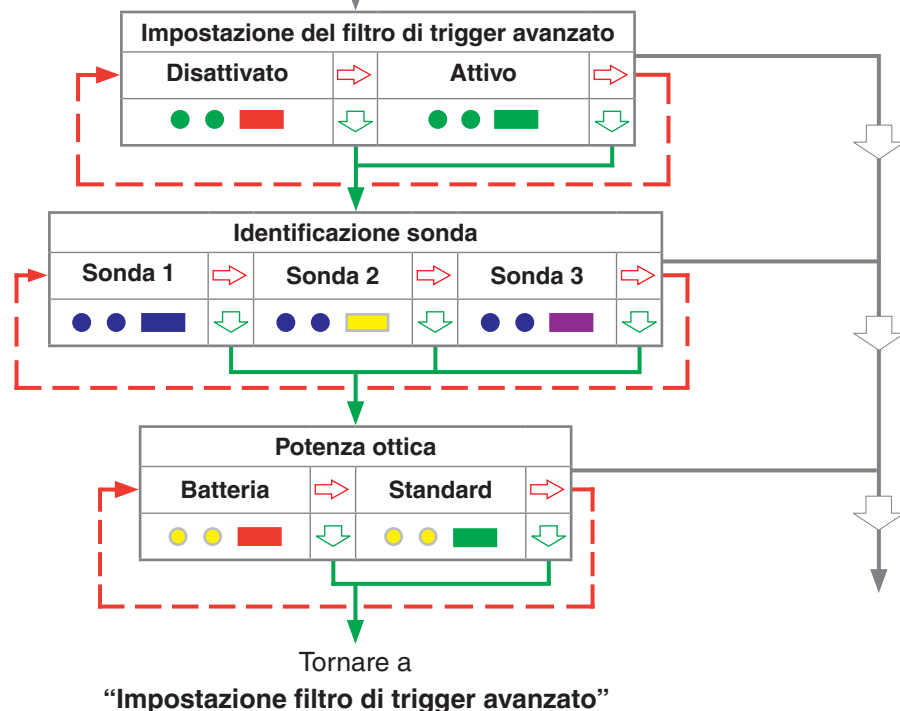 Impostazione del filtro di trigger avanzato
Disattivato
Attivo
Identificazione sonda
Sonda 1
Sonda 2
Sonda 3
Potenza ottica
Batteria
Standard
Tornare a
“Impostazione filtro di trigger avanzato”